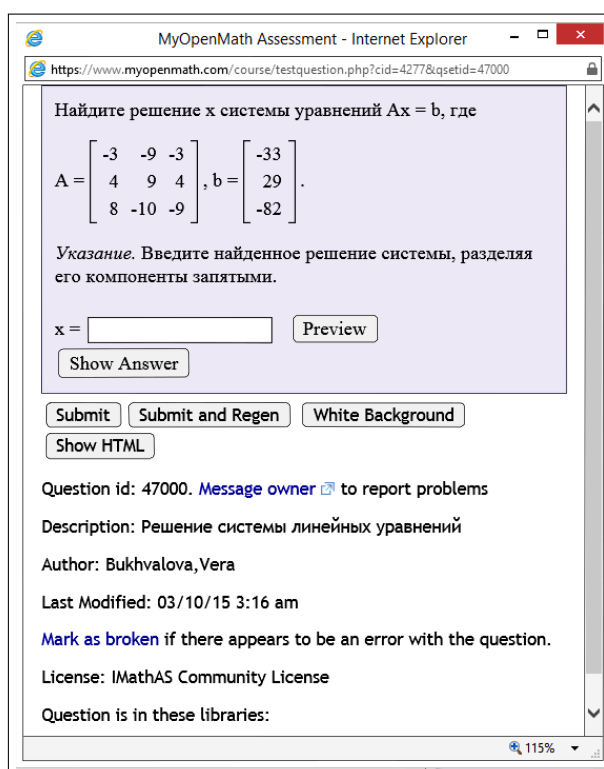 MyOpenMath Assessment - Internet Explorer
https://www.myopenmath.com/course/testquestion.php?cid=4277&qsetid=47000
Найдите решение x системы уравнений Ax = b, где
-3 -9 -3 -33
A = 4 9 4 , b = 29 .
8 -10 -9 -82
Указание. Введите найденное решение системы, разделяя
его компоненты запятыми.
x = Preview
Show Answer
Submit Submit and Regen White Background
Show HTML
Question id: 47000. Message owner to report problems
Description: Решение системы линейных уравнений
Author: Bukhvalova,Vera
Last Modified: 03/10/15 3:16 am
Mark as broken if there appears to be an error with the question.
License: IMathAS Community License
Question is in these libraries:
115%